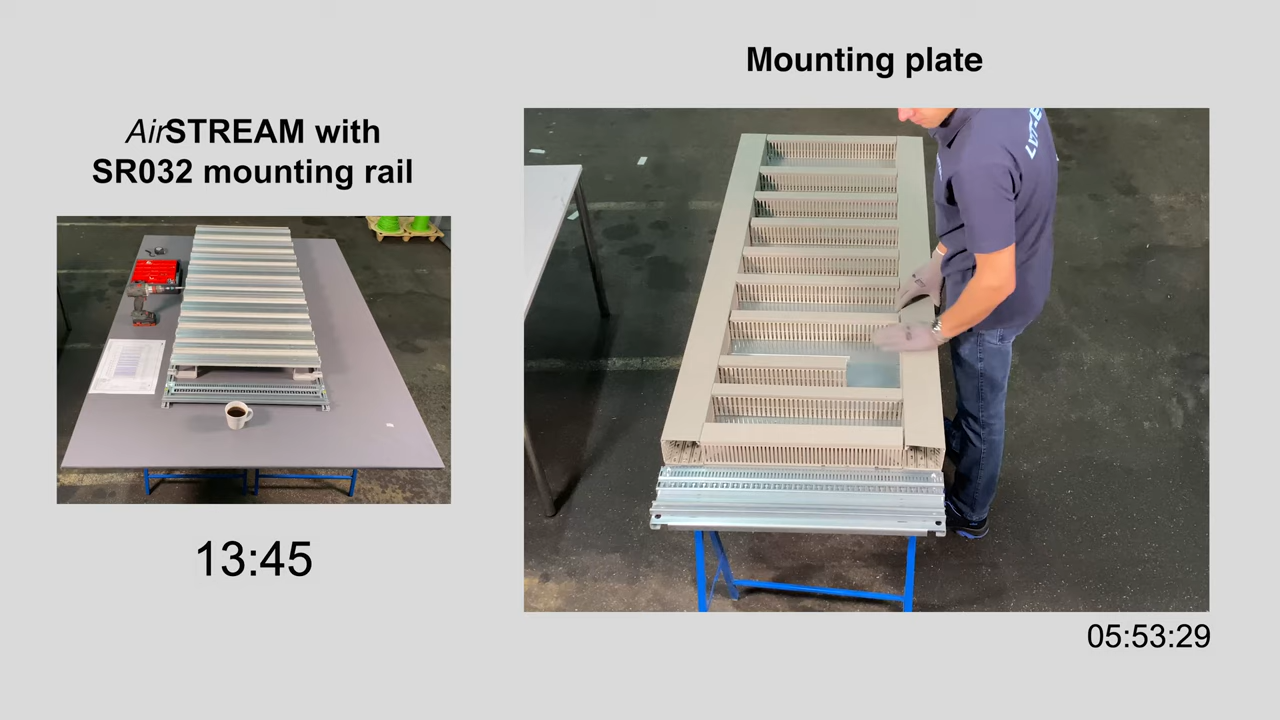 Mounting plate
AirSTREAM with
SR032 mounting rail
13:45
05:53:29